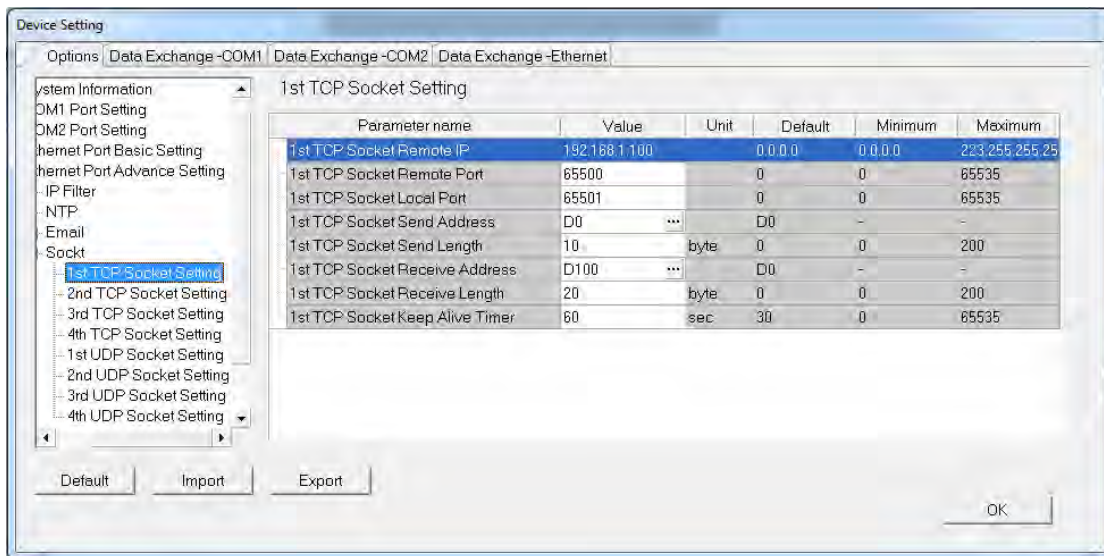 Device Setting
Options Data Exchange -COM1 Data Exchange -COM2 Data Exchange -Ethernet
ystem Information
OM1 Port Setting
OM2 Port Setting
hernet Port Basic Setting
hernet Port Advance Setting
IP Filter
NTP
Email
Sockt
1st TCP Socket Setting
2nd TCP Socket Setting
3rd TCP Socket Setting
4th TCP Socket Setting
1st UDP Socket Setting
2nd UDP Socket Setting
3rd UDP Socket Setting
4th UDP Socket Setting
1st TCP Socket Setting
Parameter name Value Unit Default Minimum Maximum
1st TCP Socket Remote IP 192.168.1.100 0.0.0.0 0.0.0.0 223.255.255.25
1st TCP Socket Remote Port 65500 0 0 65535
1st TCP Socket Local Port 65501 0 0 65535
1st TCP Socket Send Address D0 ... D0 - -
1st TCP Socket Send Length 10 byte 0 0 200
1st TCP Socket Receive Address D100 ... D0 - -
1st TCP Socket Receive Length 20 byte 0 0 200
1st TCP Socket Keep Alive Timer 60 sec 30 0 65535
Default Import Export
OK